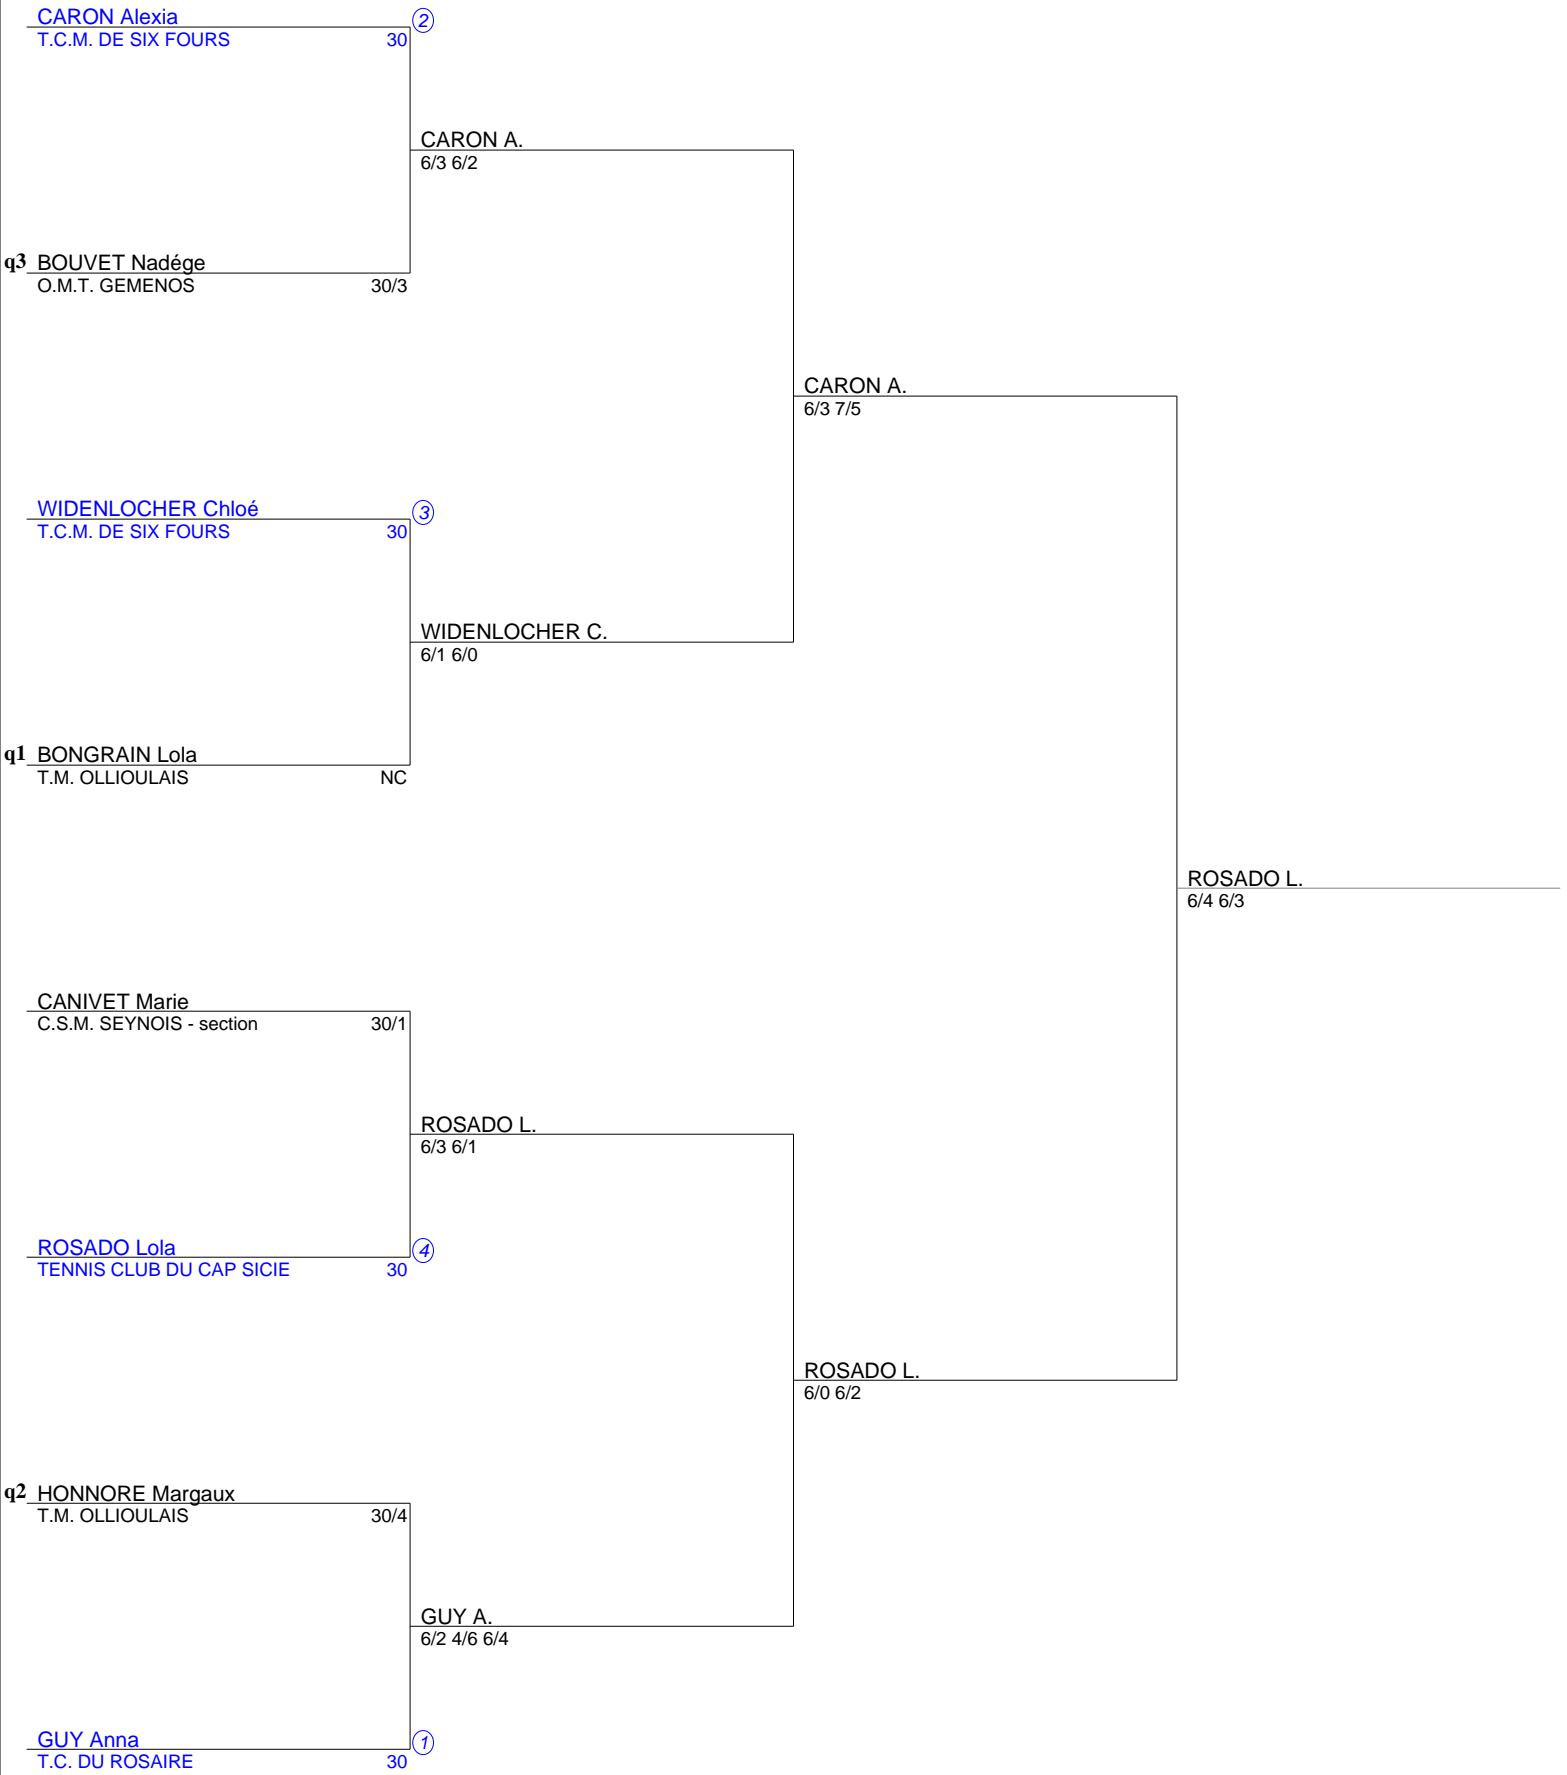 CARON Alexia 2
T.C.M. DE SIX FOURS 30
CARON A.
6/3 6/2
q3 BOUVET Nadége
O.M.T. GEMENOS 30/3
CARON A.
6/3 7/5
WIDENLOCHER Chloé 3
T.C.M. DE SIX FOURS 30
WIDENLOCHER C.
6/1 6/0
q1 BONGRAIN Lola
T.M. OLLIOULAIS NC
ROSADO L.
6/4 6/3
CANIVET Marie
C.S.M. SEYNOIS - section 30/1
ROSADO L.
6/3 6/1
ROSADO Lola 4
TENNIS CLUB DU CAP SICIE 30
ROSADO L.
6/0 6/2
q2 HONNORE Margaux
T.M. OLLIOULAIS 30/4
GUY A.
6/2 4/6 6/4
GUY Anna 1
T.C. DU ROSAIRE 30